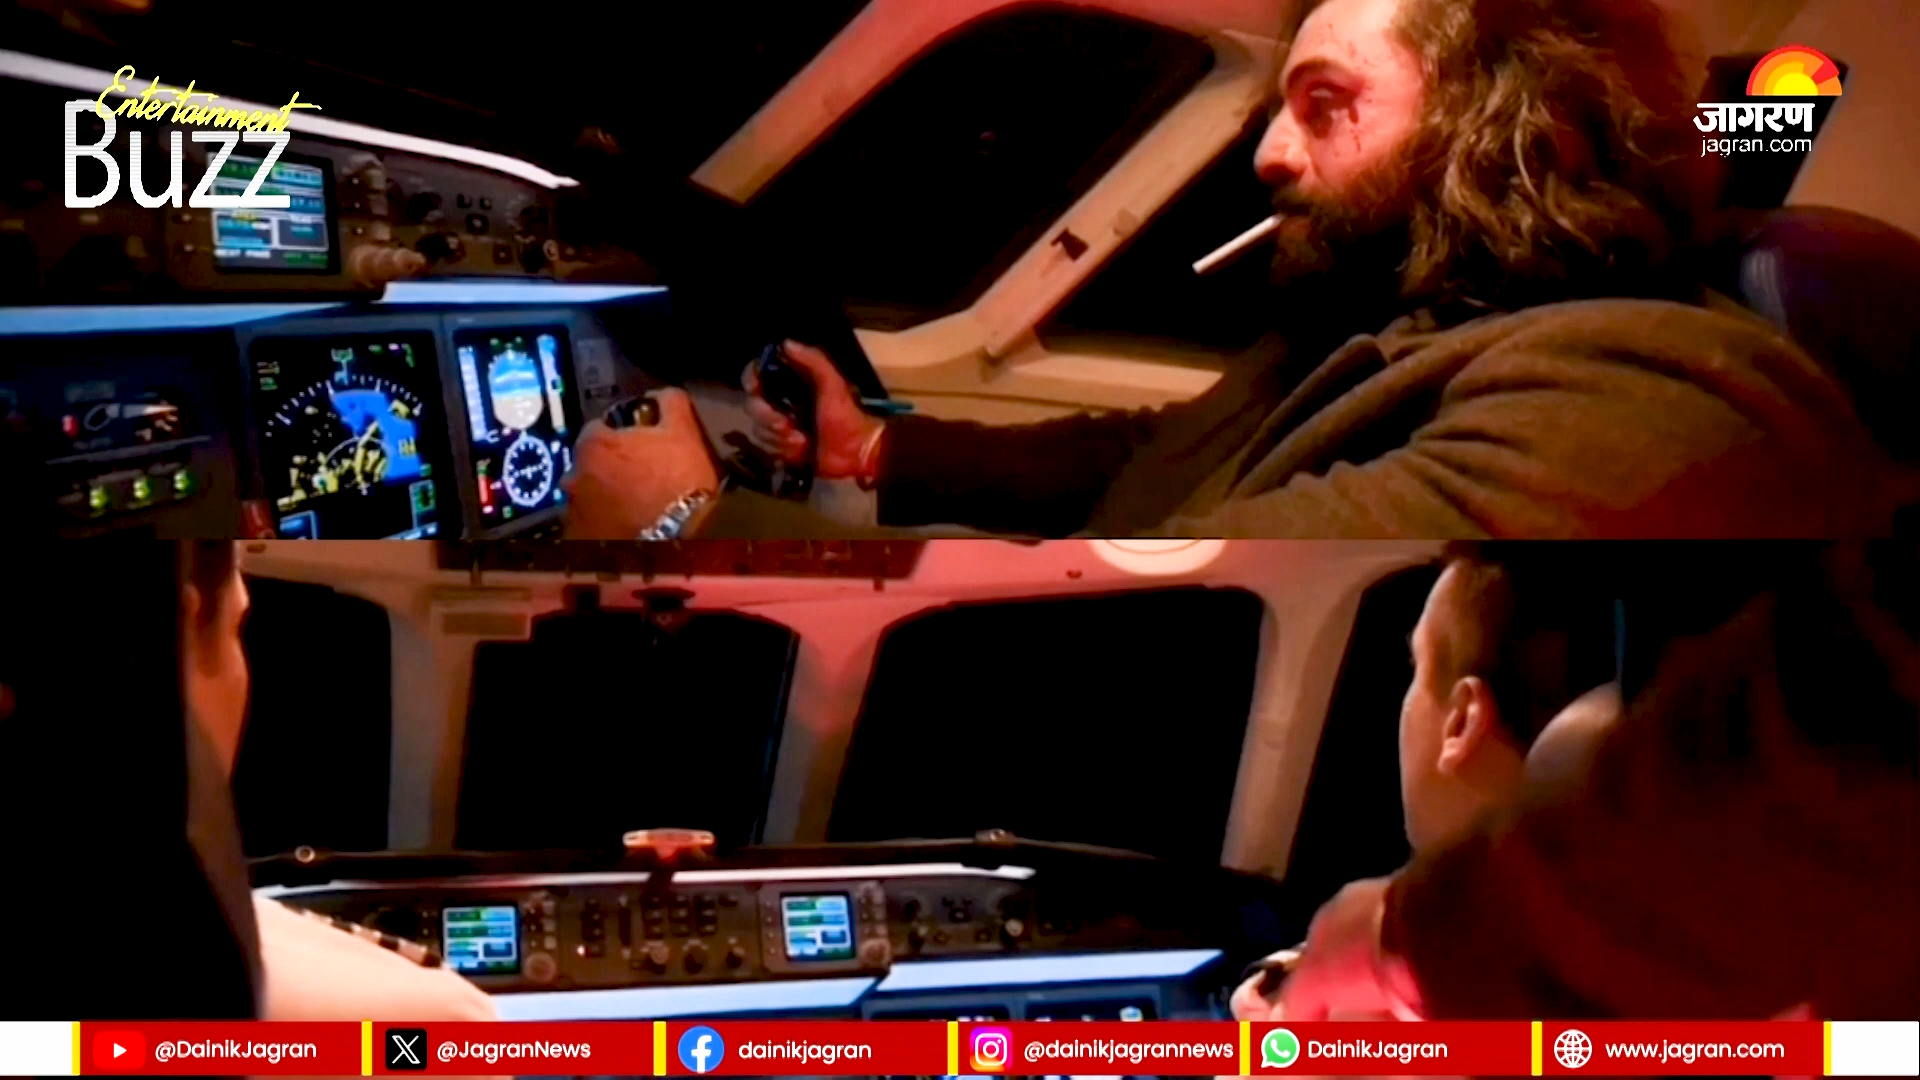 Entertainment
Buzz
जागरण
jagran.com
@DainikJagran
@JagranNews
dainikjagran
@dainikjagrannews
DainikJagran
www.jagran.com